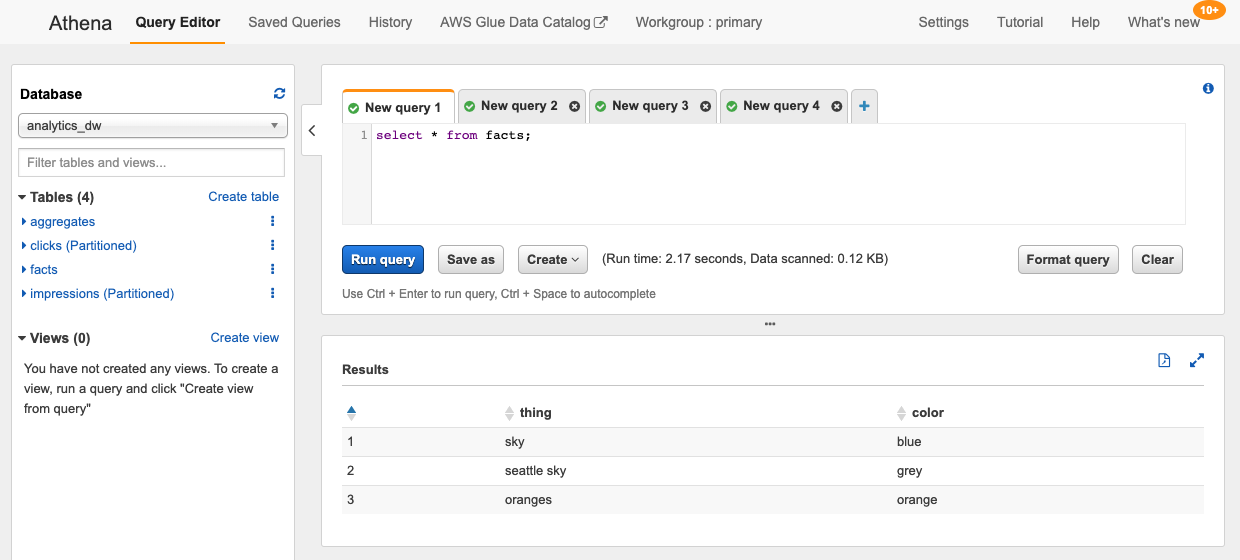 Athena Query Editor Saved Queries History AWS Glue Data Catalog Workgroup : primary Settings Tutorial Help What's new 10+
Database
analytics_dw
Filter tables and views...
Tables (4) Create table
aggregates
clicks (Partitioned)
facts
impressions (Partitioned)
Views (0) Create view
You have not created any views. To create a
view, run a query and click "Create view
from query"
New query 1 New query 2 New query 3 New query 4
1 select * from facts;
Run query Save as Create (Run time: 2.17 seconds, Data scanned: 0.12 KB) Format query Clear
Use Ctrl + Enter to run query, Ctrl + Space to autocomplete
Results
thing color
1 sky blue
2 seattle sky grey
3 oranges orange